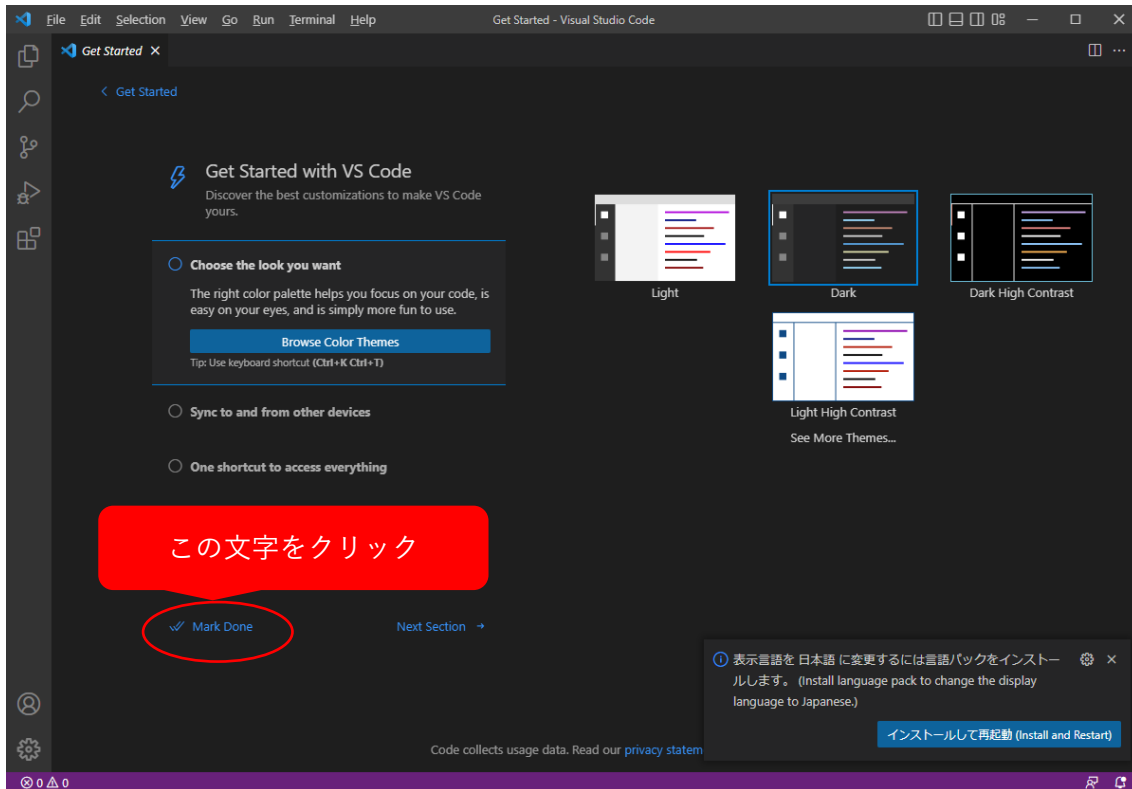 File Edit Selection View Go Run Terminal Help Get Started - Visual Studio Code
Get Started
Get Started
Get Started with VS Code
Discover the best customizations to make VS Code
yours.
Choose the look you want
The right color palette helps you focus on your code, is
easy on your eyes, and is simply more fun to use.
Browse Color Themes
Tip: Use keyboard shortcut (Ctrl+K Ctrl+T)
Sync to and from other devices
One shortcut to access everything
Light
Dark
Dark High Contrast
Light High Contrast
See More Themes...
この文字をクリック
Mark Done
Next Section →
表示言語を 日本語 に変更するには言語パックをインストー
ルします。 (Install language pack to change the display
language to Japanese.)
インストールして再起動 (Install and Restart)
Code collects usage data. Read our privacy statem
0 0